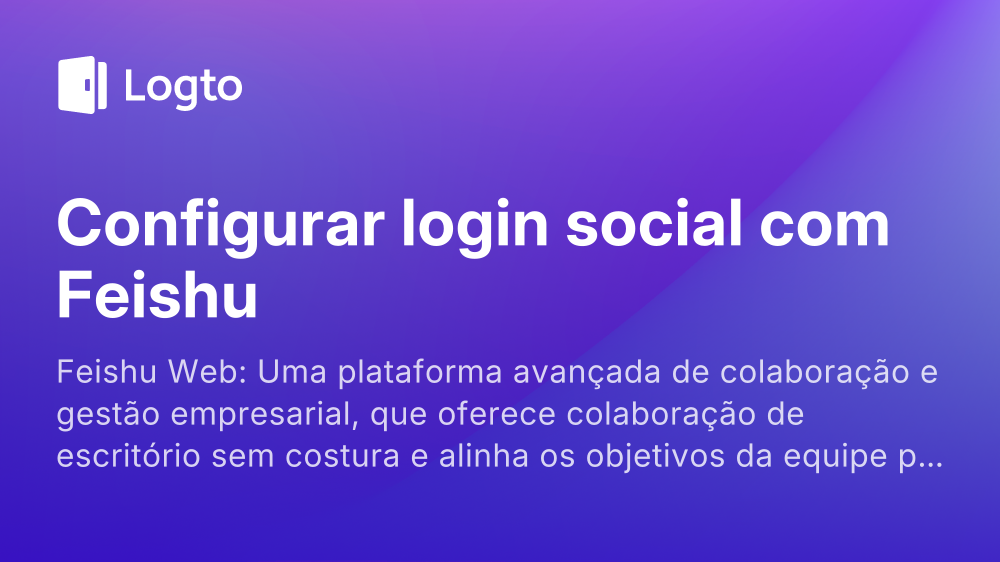 Logto
Configurar login social com
Feishu
Feishu Web: Uma plataforma avançada de colaboração e
gestão empresarial, que oferece colaboração de
escritório sem costura e alinha os objetivos da equipe p...